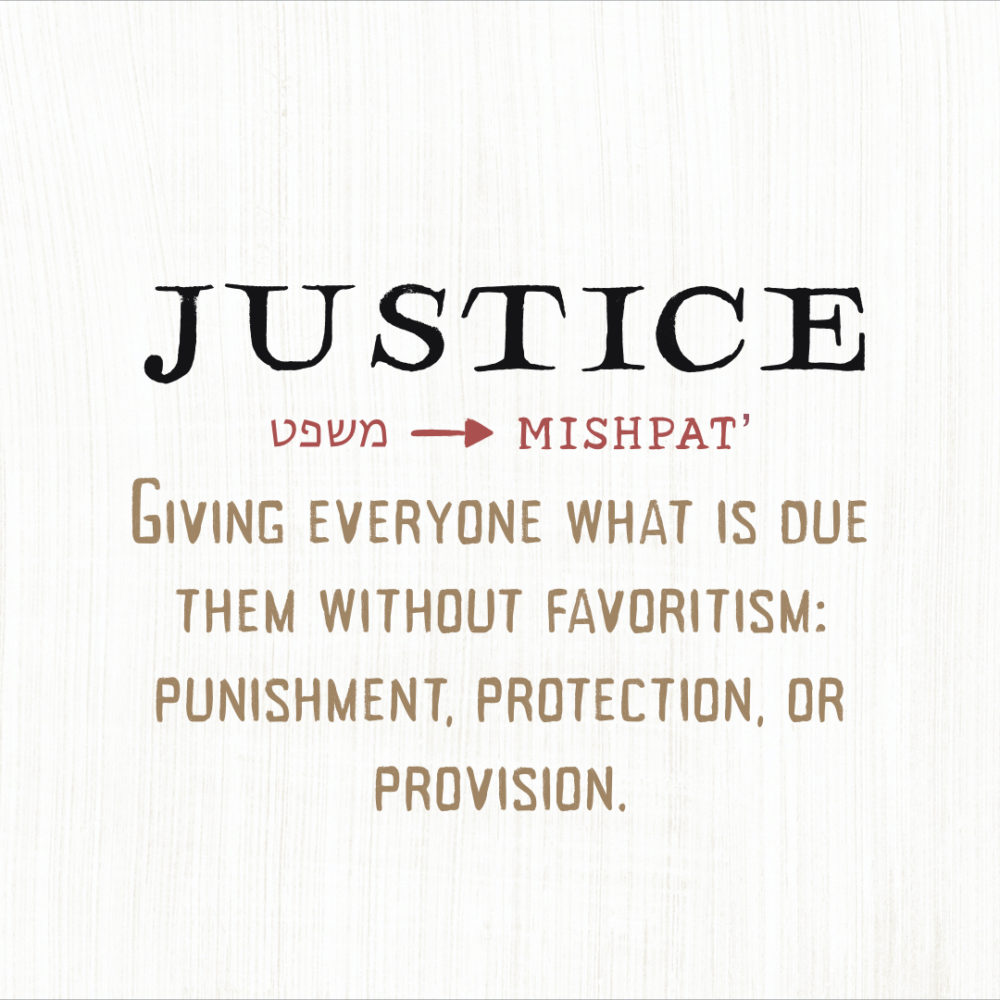 JUSTICE
משפט → MISHPAT’
GIVING EVERYONE WHAT IS DUE
THEM WITHOUT FAVORITISM:
PUNISHMENT, PROTECTION, OR
PROVISION.